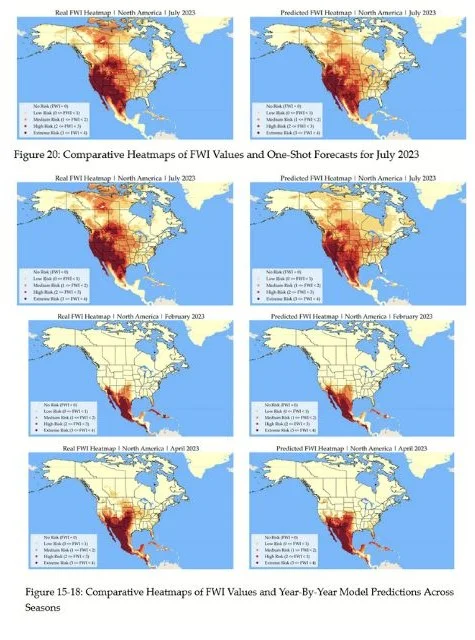 Real FWI Heatmap | North America | July 2023
Predicted FWI Heatmap | North America | July 2023
No Risk (FWI = 0)
Low Risk (0 <= FWI < 1)
Medium Risk (1 <= FWI < 2)
High Risk (2 <= FWI < 3)
Extreme Risk (3 <= FWI < 4)
No Risk (FWI = 0)
Low Risk (0 <= FWI < 1)
Medium Risk (1 <= FWI < 2)
High Risk (2 <= FWI < 3)
Extreme Risk (3 <= FWI < 4)
Figure 20: Comparative Heatmaps of FWI Values and One-Shot Forecasts for July 2023
Real FWI Heatmap | North America | July 2023
Predicted FWI Heatmap | North America | July 2023
No Risk (FWI = 0)
Low Risk (0 <= FWI < 1)
Medium Risk (1 <= FWI < 2)
High Risk (2 <= FWI < 3)
Extreme Risk (3 <= FWI < 4)
No Risk (FWI = 0)
Low Risk (0 <= FWI < 1)
Medium Risk (1 <= FWI < 2)
High Risk (2 <= FWI < 3)
Extreme Risk (3 <= FWI < 4)
Real FWI Heatmap | North America | February 2023
Predicted FWI Heatmap | North America | February 2023
No Risk (FWI = 0)
Low Risk (0 <= FWI < 1)
Medium Risk (1 <= FWI < 2)
High Risk (2 <= FWI < 3)
Extreme Risk (3 <= FWI < 4)
No Risk (FWI = 0)
Low Risk (0 <= FWI < 1)
Medium Risk (1 <= FWI < 2)
High Risk (2 <= FWI < 3)
Extreme Risk (3 <= FWI < 4)
Real FWI Heatmap | North America | April 2023
Predicted FWI Heatmap | North America | April 2023
No Risk (FWI = 0)
Low Risk (0 <= FWI < 1)
Medium Risk (1 <= FWI < 2)
High Risk (2 <= FWI < 3)
Extreme Risk (3 <= FWI < 4)
No Risk (FWI = 0)
Low Risk (0 <= FWI < 1)
Medium Risk (1 <= FWI < 2)
High Risk (2 <= FWI < 3)
Extreme Risk (3 <= FWI < 4)
Figure 15-18: Comparative Heatmaps of FWI Values and Year-By-Year Model Predictions Across
Seasons